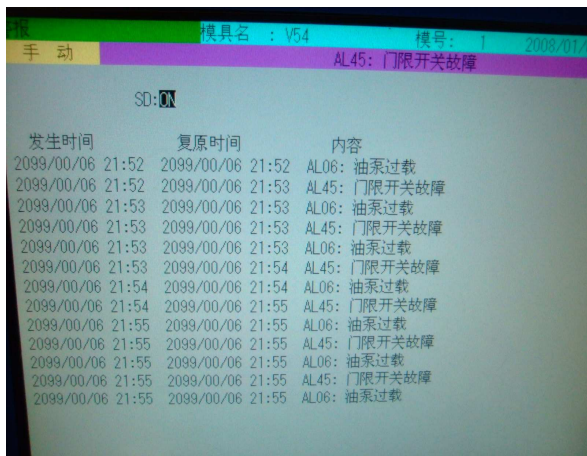 报 模具名 : V54 模号: 1 2008/01/
手 动 AL45: 门限开关故障
SD:ON
发生时间 复原时间 内容
2099/00/06 21:52 2099/00/06 21:52 AL06: 油泵过载
2099/00/06 21:52 2099/00/06 21:53 AL45: 门限开关故障
2099/00/06 21:53 2099/00/06 21:53 AL06: 油泵过载
2099/00/06 21:53 2099/00/06 21:53 AL45: 门限开关故障
2099/00/06 21:53 2099/00/06 21:53 AL06: 油泵过载
2099/00/06 21:53 2099/00/06 21:54 AL45: 门限开关故障
2099/00/06 21:54 2099/00/06 21:54 AL06: 油泵过载
2099/00/06 21:54 2099/00/06 21:55 AL45: 门限开关故障
2099/00/06 21:55 2099/00/06 21:55 AL06: 油泵过载
2099/00/06 21:55 2099/00/06 21:55 AL45: 门限开关故障
2099/00/06 21:55 2099/00/06 21:55 AL06: 油泵过载
2099/00/06 21:55 2099/00/06 21:55 AL45: 门限开关故障
2099/00/06 21:55 2099/00/06 21:55 AL06: 油泵过载